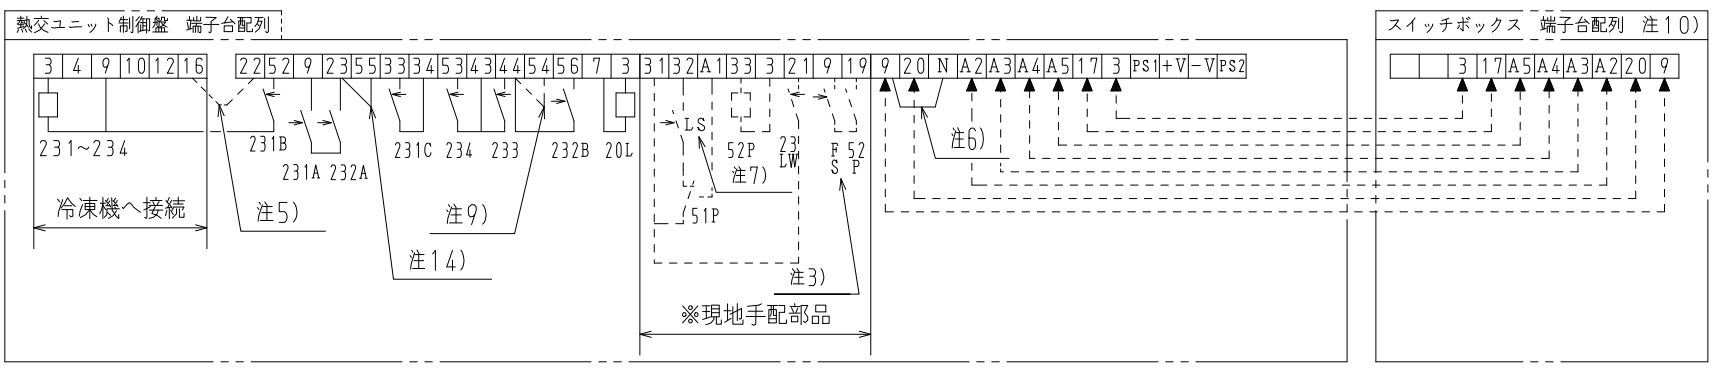 熱交ユニット制御盤　端子台配列
スイッチボックス　端子台配列　注10)
3 4 9 10 12 16
22 52 9 23 55 33 34 53 43 44 54 56 7 3 31 32 A1 33 3 21 9 19 9 20 N A2 A3 A4 A5 17 3 PS1 +V -V PS2
3 17 A5 A4 A3 A2 20 9
231～234
231B
231A 232A
231C 234 233 232B 20L
LS
52P
23
LW
F 52
S P
51P
注6)
注7)
冷凍機へ接続
注5)
注9)
注14)
注3)
※現地手配部品